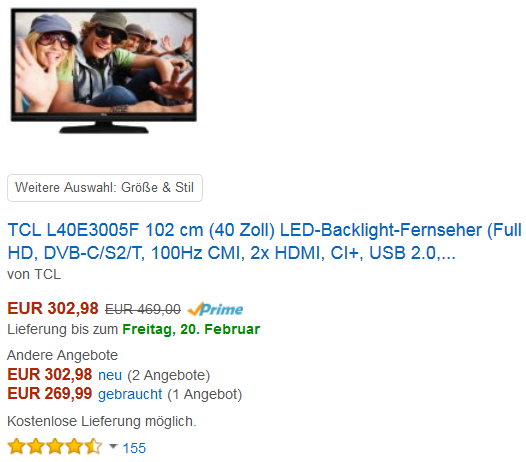 Weitere Auswahl: Größe & Stil
TCL L40E3005F 102 cm (40 Zoll) LED-Backlight-Fernseher (Full
HD, DVB-C/S2/T, 100Hz CMI, 2x HDMI, CI+, USB 2.0,...
von TCL
EUR 302,98 EUR 469,00 Prime
Lieferung bis zum Freitag, 20. Februar
Andere Angebote
EUR 302,98 neu (2 Angebote)
EUR 269,99 gebraucht (1 Angebot)
Kostenlose Lieferung möglich.
155